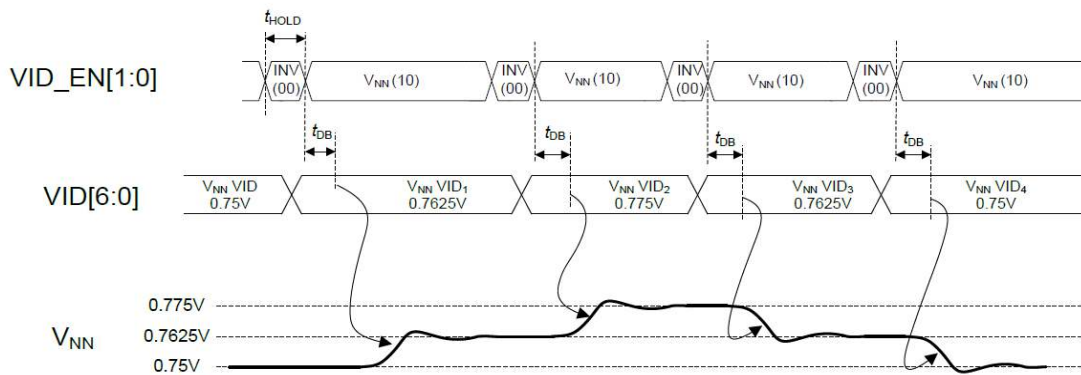 tHOLD
VID_EN[1:0]
INV (00) VNN (10) INV (00) VNN (10) INV (00) VNN (10) INV (00) VNN (10)
tDB tDB tDB tDB
VID[6:0]
VNN VID VNN VID1 VNN VID2 VNN VID3 VNN VID4
0.75V 0.7625V 0.775V 0.7625V 0.75V
0.775V
VNN
0.7625V
0.75V